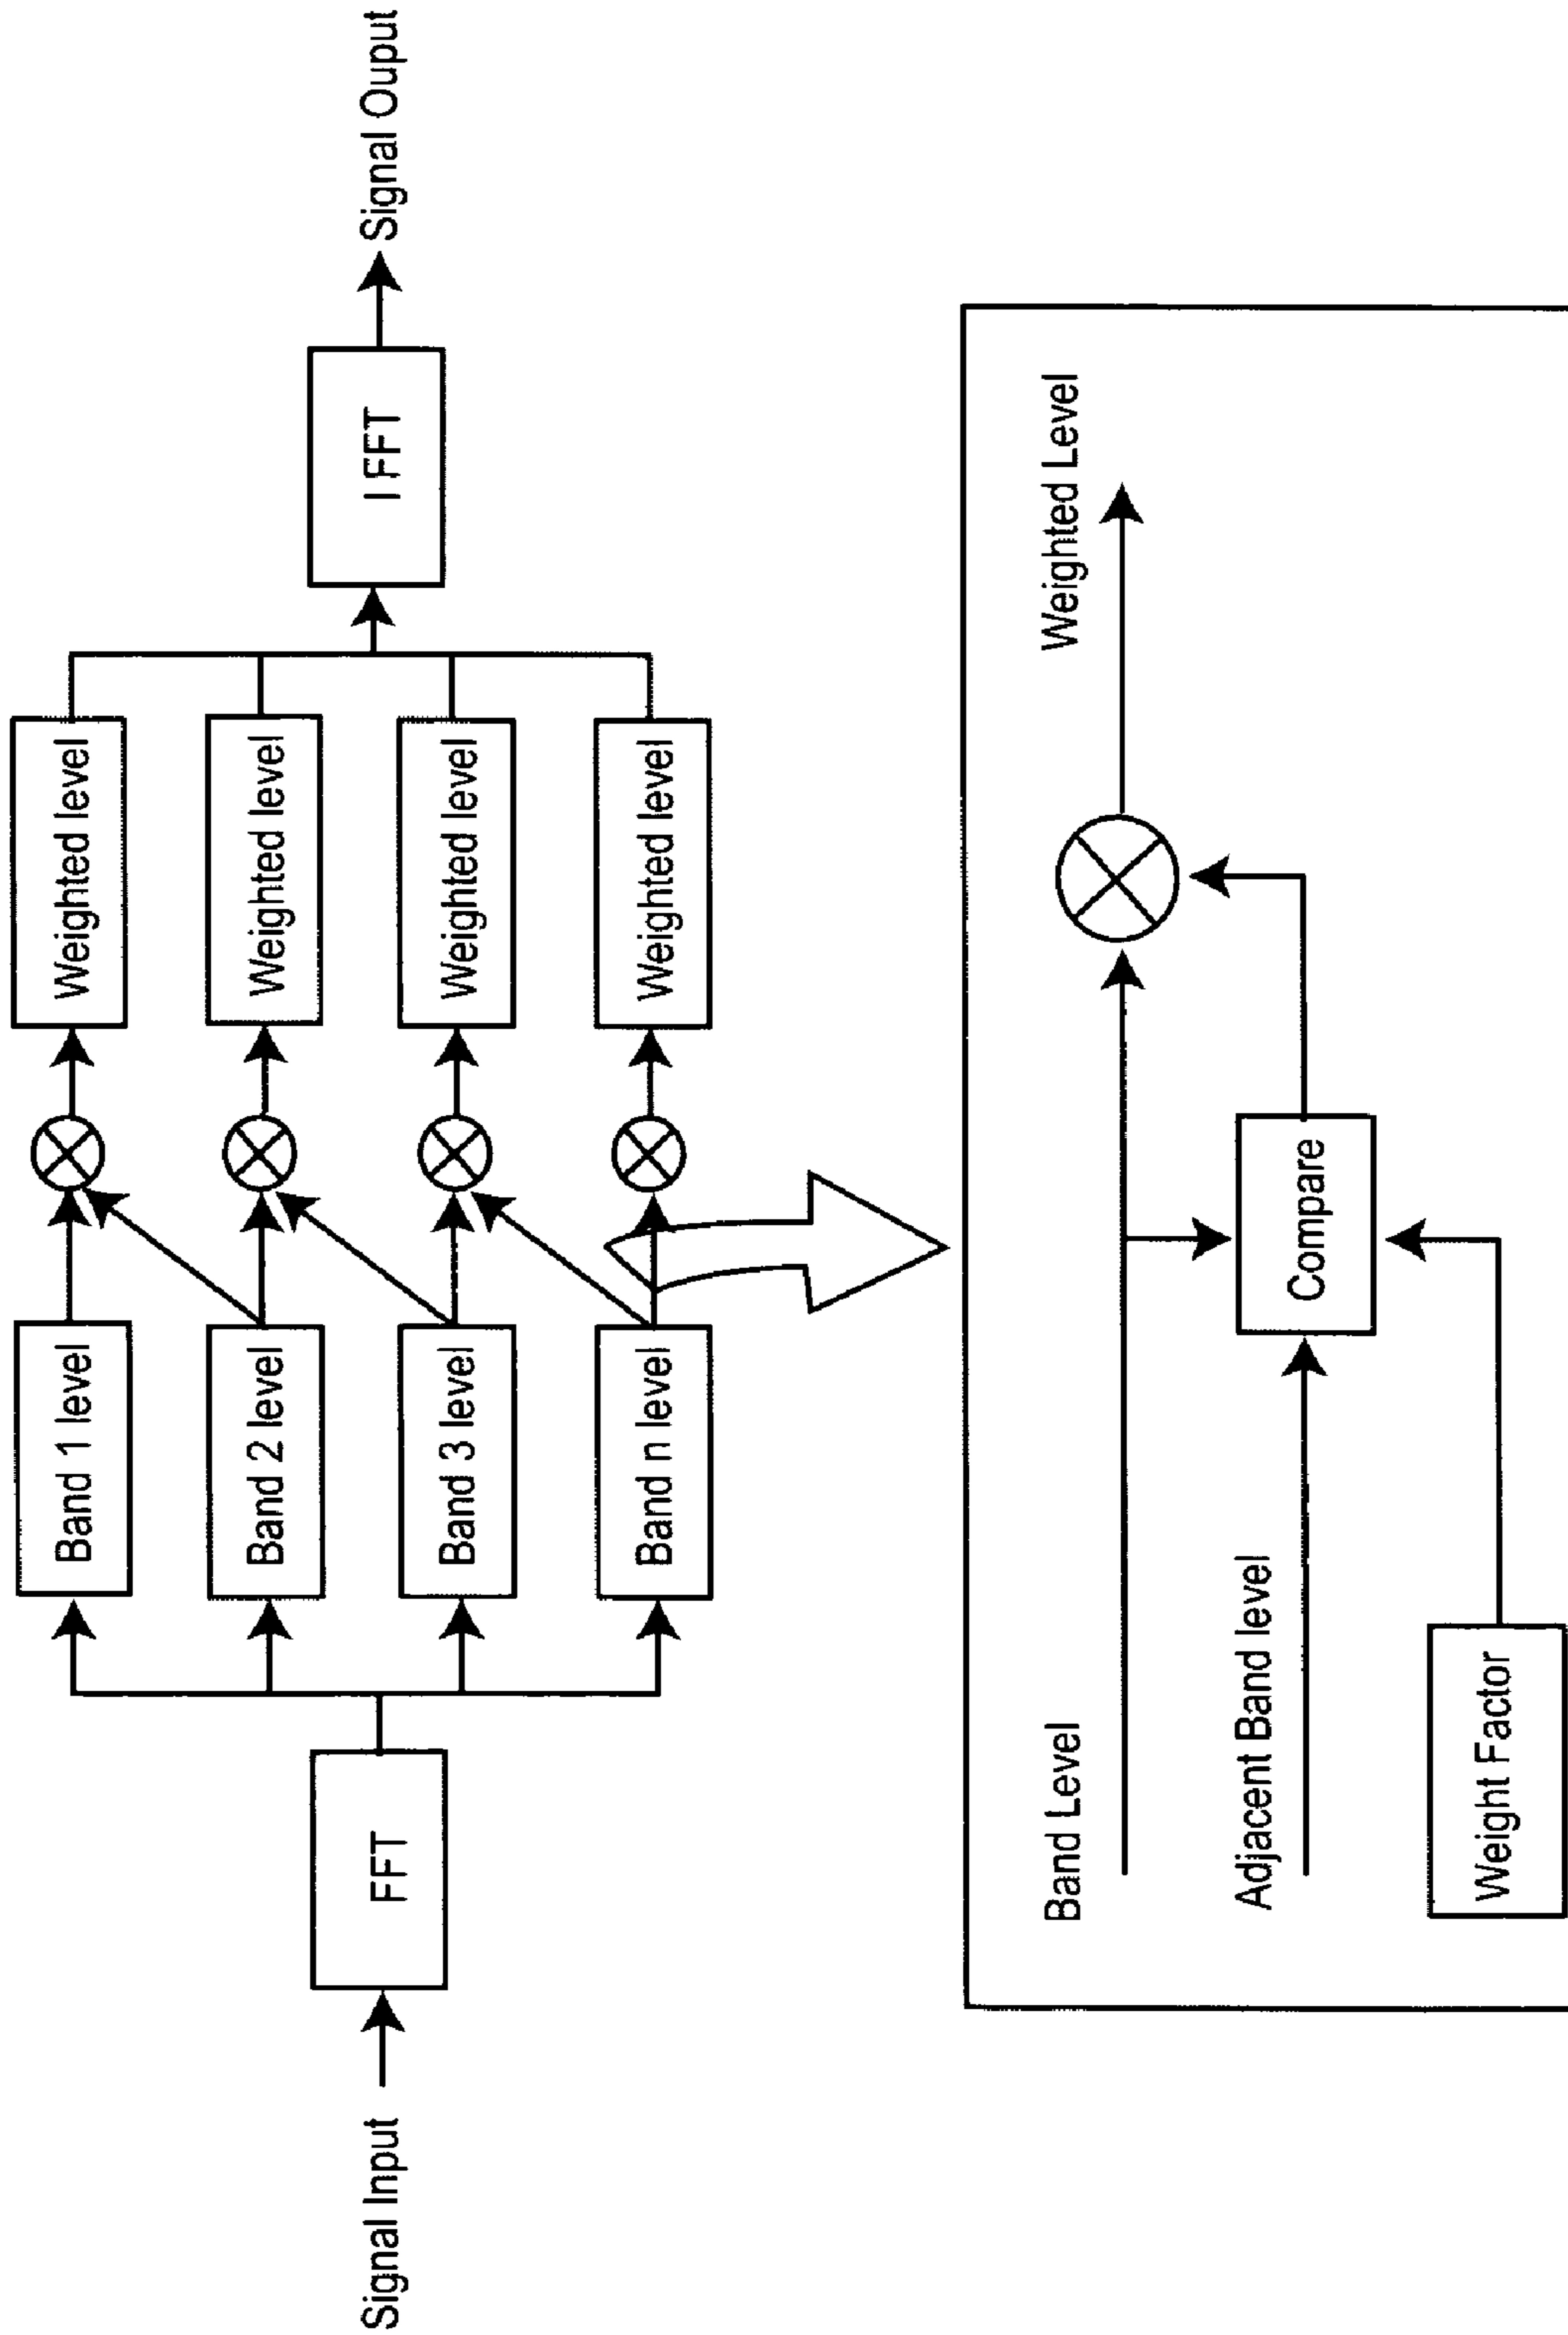 Signal Input
FFT
Band 1 level
Band 2 level
Band 3 level
Band n level
Weighted level
Weighted level
Weighted level
Weighted level
I FFT
Signal Ouput
Band Level
Weighted Level
Adjacent Band level
Compare
Weight Factor